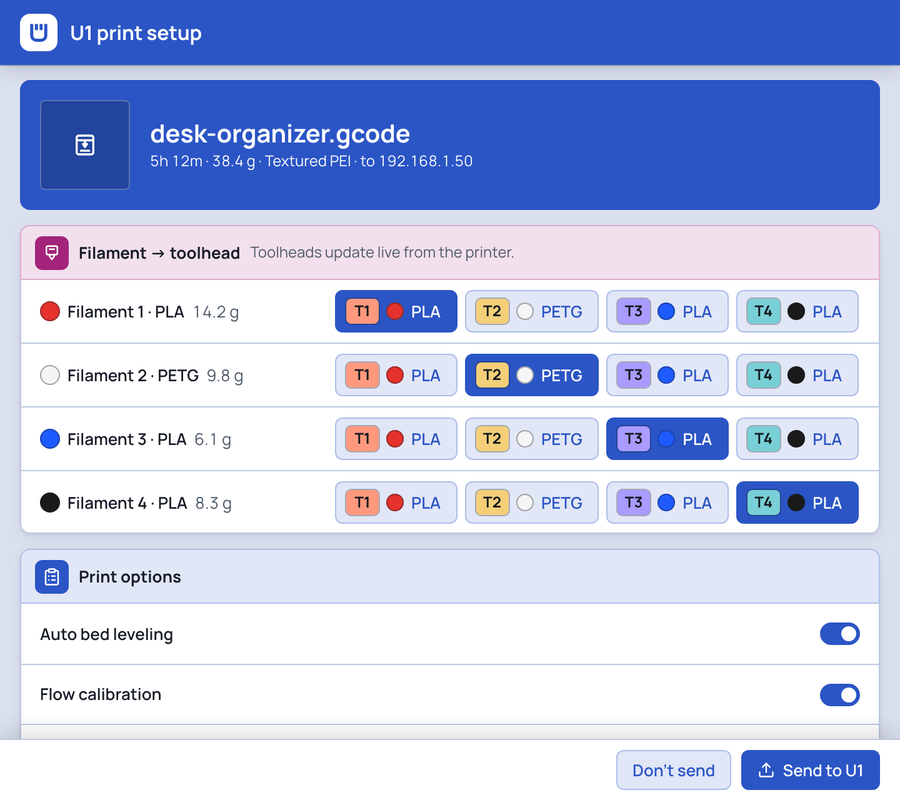 U1 print setup
desk-organizer.gcode
5h 12m · 38.4 g · Textured PEI · to 192.168.1.50
Filament → toolhead Toolheads update live from the printer.
Filament 1 · PLA 14.2 g T1 PLA T2 PETG T3 PLA T4 PLA
Filament 2 · PETG 9.8 g T1 PLA T2 PETG T3 PLA T4 PLA
Filament 3 · PLA 6.1 g T1 PLA T2 PETG T3 PLA T4 PLA
Filament 4 · PLA 8.3 g T1 PLA T2 PETG T3 PLA T4 PLA
Print options
Auto bed leveling
Flow calibration
Don’t send Send to U1